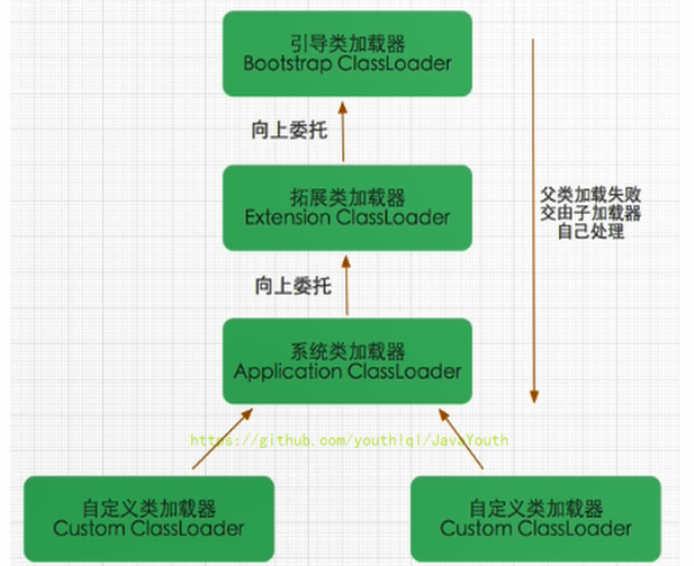 引导类加载器
Bootstrap ClassLoader
向上委托
拓展类加载器
Extension ClassLoader
父类加载失败
交由子加载器
自己处理
向上委托
系统类加载器
Application ClassLoader
https://github.com/youthlql/JavaYouth
自定义类加载器
Custom ClassLoader
自定义类加载器
Custom ClassLoader